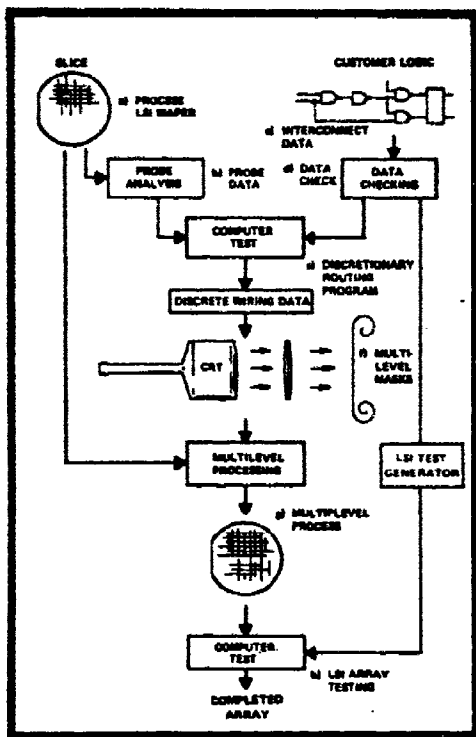 SLICE
a) PROCESS
LSI WAFER
CUSTOMER LOGIC
c) INTERCONNECT
DATA
PROBE
ANALYSIS
b) PROBE
DATA
d) DATA
CHECK
DATA
CHECKING
COMPUTER
TEST
e) DISCRETIONARY
ROUTING
PROGRAM
DISCRETE WIRING DATA
CRT
f) MULTI-
LEVEL
MASKS
MULTILEVEL
PROCESSING
LSI TEST
GENERATOR
g) MULTIPLEVEL
PROCESS
COMPUTER
TEST
h) LSI ARRAY
TESTING
COMPLETED
ARRAY